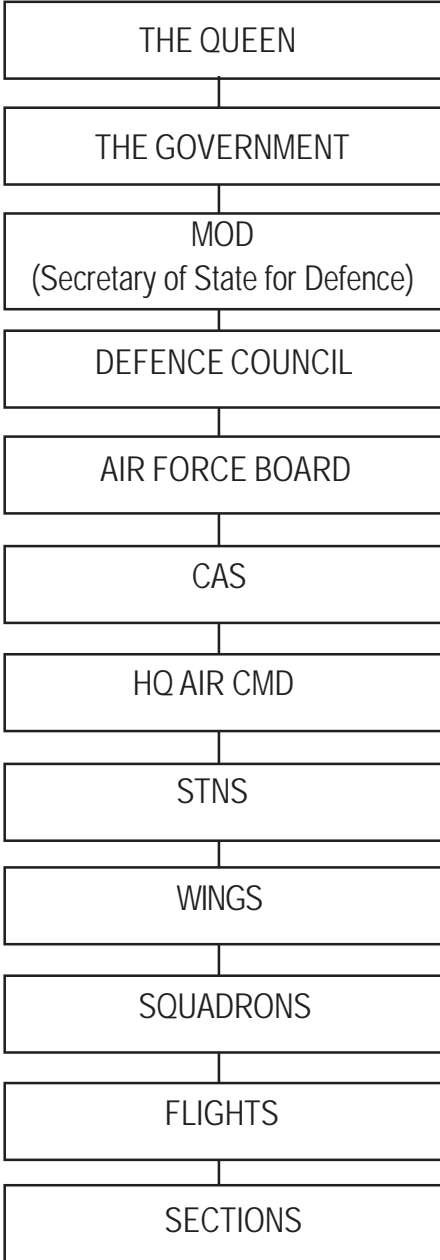 THE QUEEN
THE GOVERNMENT
MOD
(Secretary of State for Defence)
DEFENCE COUNCIL
AIR FORCE BOARD
CAS
HQ AIR CMD
STNS
WINGS
SQUADRONS
FLIGHTS
SECTIONS